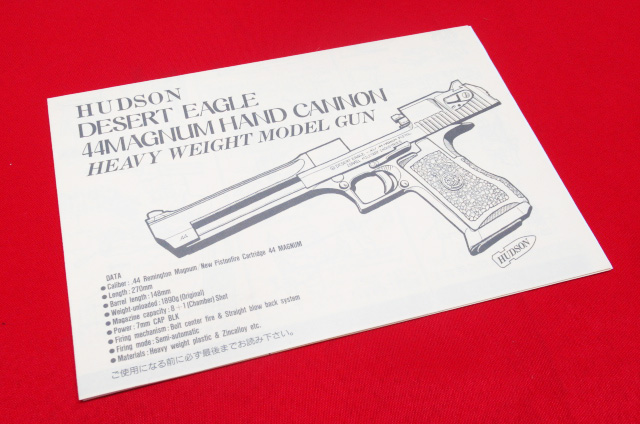 HUDSON
DESERT EAGLE
44MAGNUM HAND CANNON
HEAVY WEIGHT MODEL GUN
44
HUDSON
DATA
● Caliber: .44 Remington Magnum: New Pistonfire Cartridge 44 MAGNUM
● Length: 270mm
● Barrel length: 148mm
● Weight-unloaded: 1890g (Original)
● Magazine capacity: 8+1 (Chamber) Shot
● Power: 7mm CAP BLK
● Firing mechanism: Bolt center fire & Straight blow back system
● Firing mode: Semi-automatic
● Materials: Heavy weight plastic & Zincalloy etc.
ご使用になる前に必ず最後までお読み下さい。